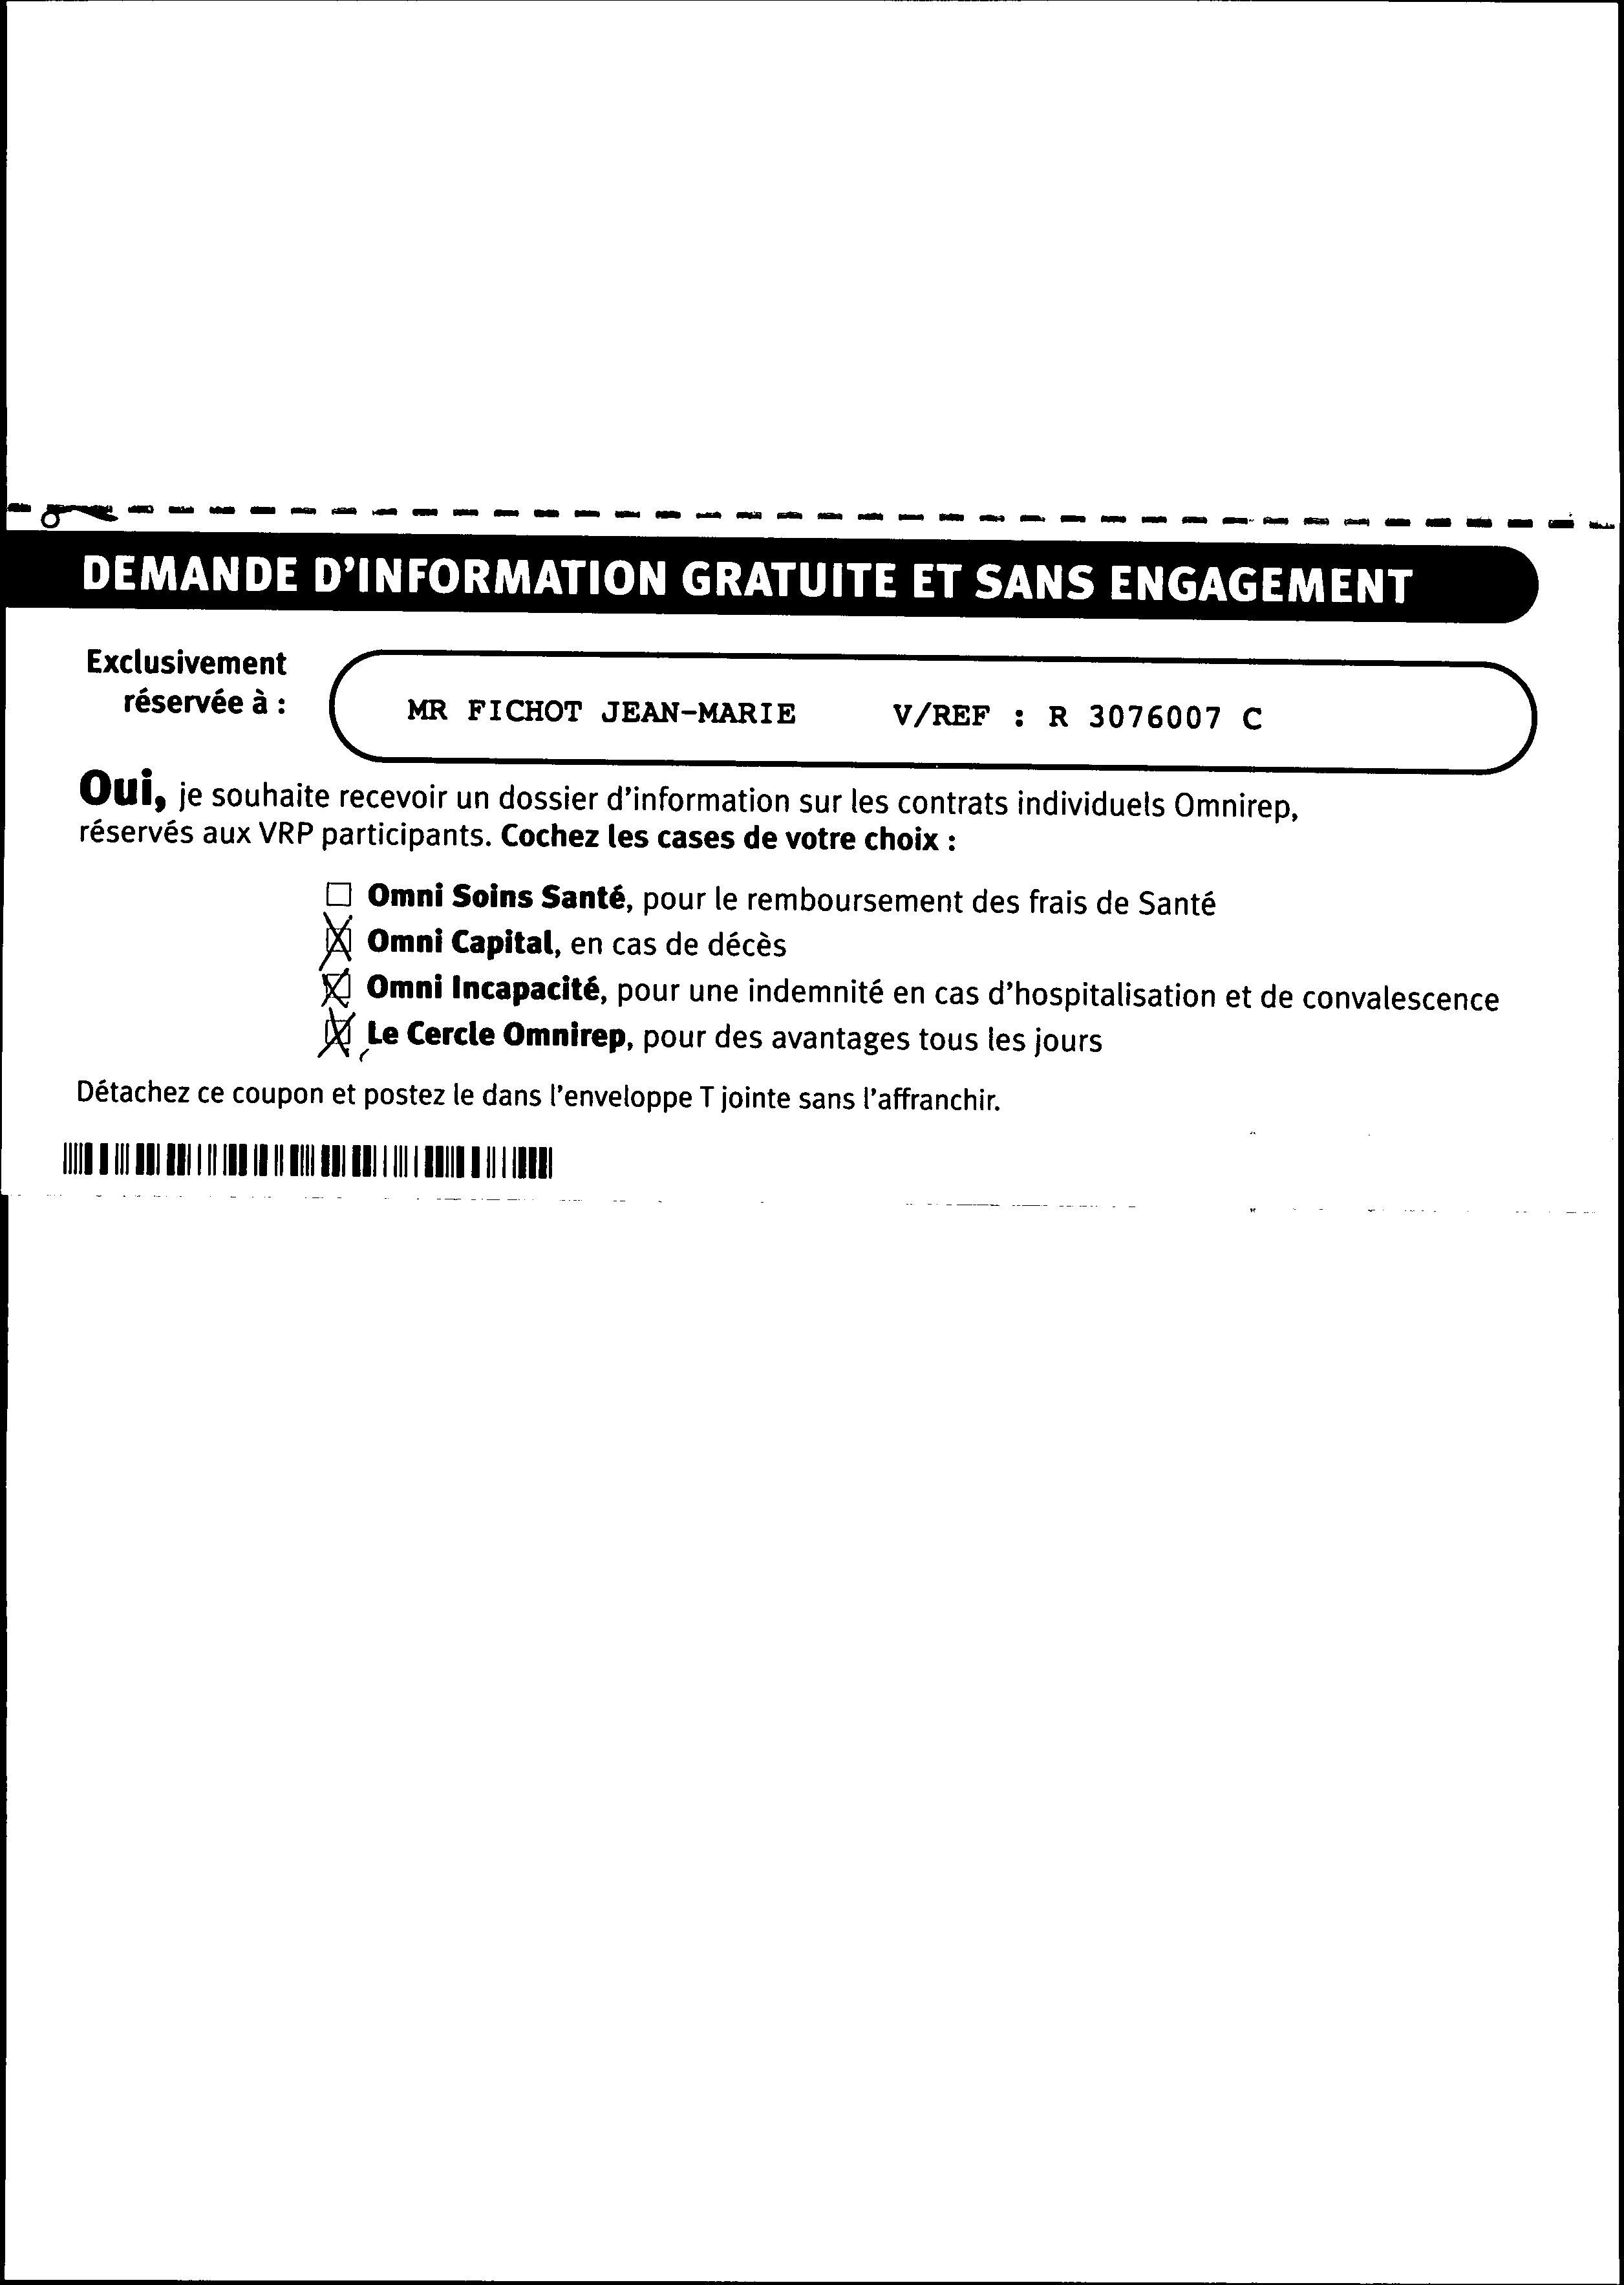 DEMANDE D'INFORMATION GRATUITE ET SANS ENGAGEMENT
Exclusivement
réservée à :
MR FICHOT JEAN-MARIE V/REF : R 3076007 C
Oui, je souhaite recevoir un dossier d'information sur les contrats individuels Omnirep,
réservés aux VRP participants. Cochez les cases de votre choix :
Omni Soins Santé, pour le remboursement des frais de Santé
Omni Capital, en cas de décès
Omni Incapacité, pour une indemnité en cas d'hospitalisation et de convalescence
Le Cercle Omnirep, pour des avantages tous les jours
Détachez ce coupon et postez le dans l'enveloppe T jointe sans l'affranchir.